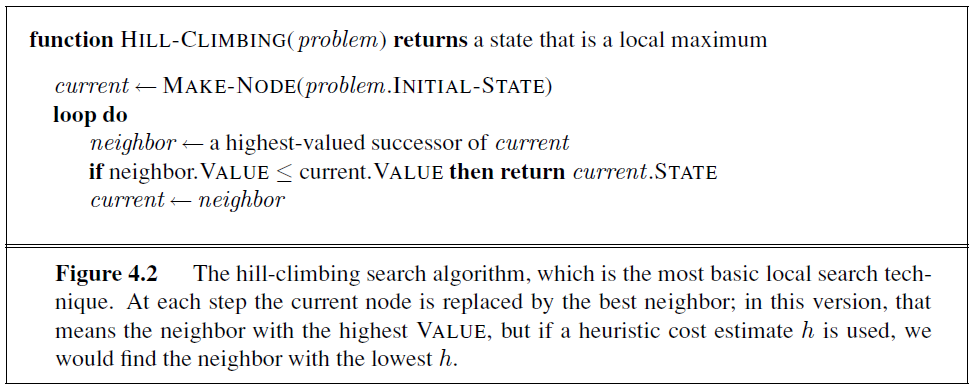 function HILL-CLIMBING(problem) returns a state that is a local maximum
current ← MAKE-NODE(problem.INITIAL-STATE)
loop do
neighbor ← a highest-valued successor of current
if neighbor.VALUE ≤ current.VALUE then return current.STATE
current ← neighbor
Figure 4.2 The hill-climbing search algorithm, which is the most basic local search tech-
nique. At each step the current node is replaced by the best neighbor; in this version, that
means the neighbor with the highest VALUE, but if a heuristic cost estimate h is used, we
would find the neighbor with the lowest h.